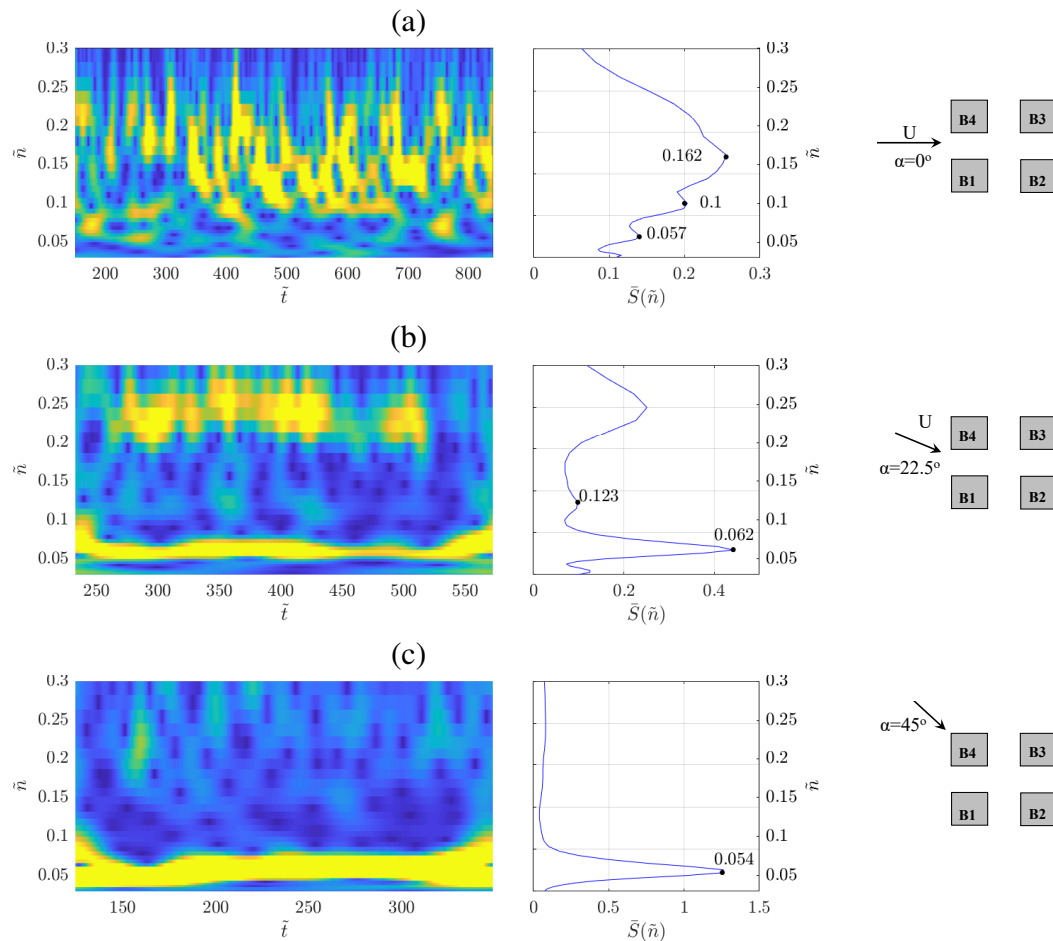 (a)
0.3
0.25
0.2
0.15
0.1
0.05
ñ
200 300 400 500 600 700 800
t̃
0.162
0.1
0.057
0 0.1 0.2 0.3
S̄(ñ)
0.3
0.25
0.2
0.15
0.1
0.05
ñ
U
α=0°
B4 B3
B1 B2
(b)
0.3
0.25
0.2
0.15
0.1
0.05
ñ
250 300 350 400 450 500 550
t̃
0.123
0.062
0 0.2 0.4
S̄(ñ)
0.3
0.25
0.2
0.15
0.1
0.05
ñ
U
α=22.5°
B4 B3
B1 B2
(c)
0.3
0.25
0.2
0.15
0.1
0.05
ñ
150 200 250 300
t̃
0.054
0 0.5 1 1.5
S̄(ñ)
0.3
0.25
0.2
0.15
0.1
0.05
ñ
α=45°
B4 B3
B1 B2